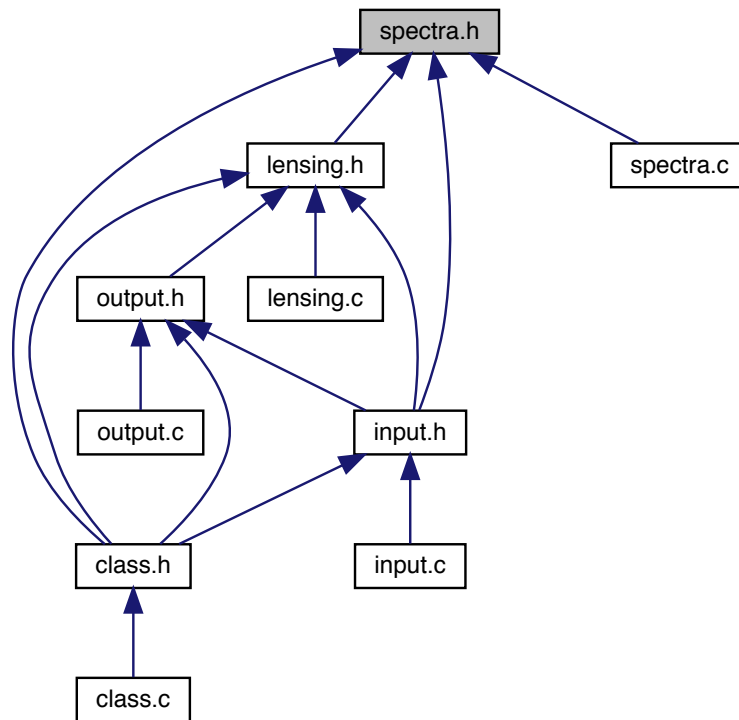 spectra.h
lensing.h
spectra.c
output.h
lensing.c
output.c
input.h
class.h
input.c
class.c